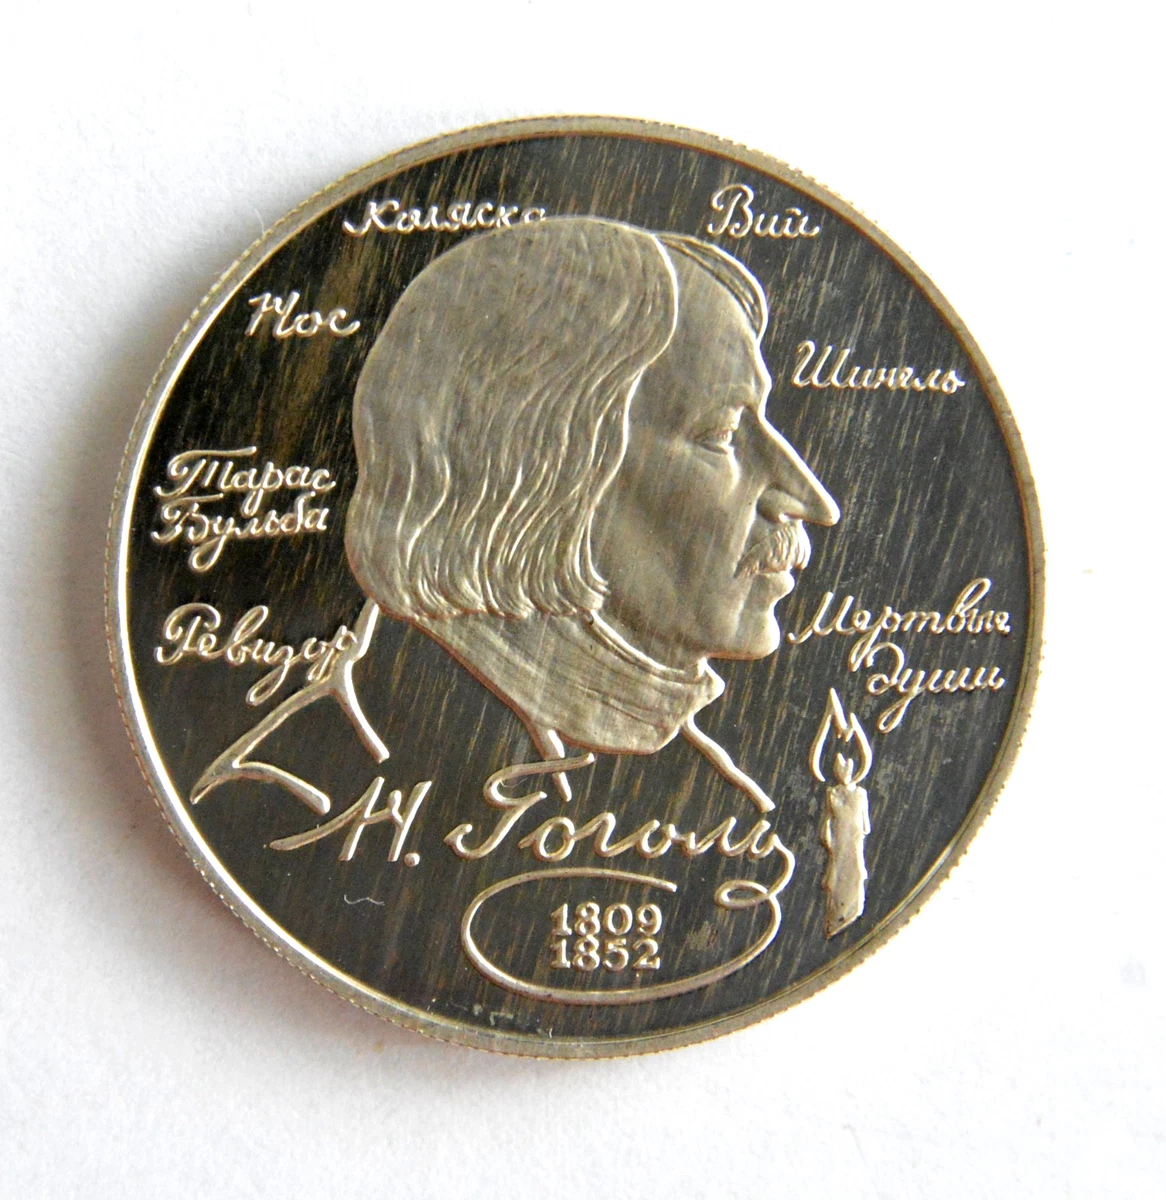 Коляска
Вий
Нос
Шинель
Тарас
Бульба
Ревизор
Мертвые
души
Н. Гоголь
1809
1852